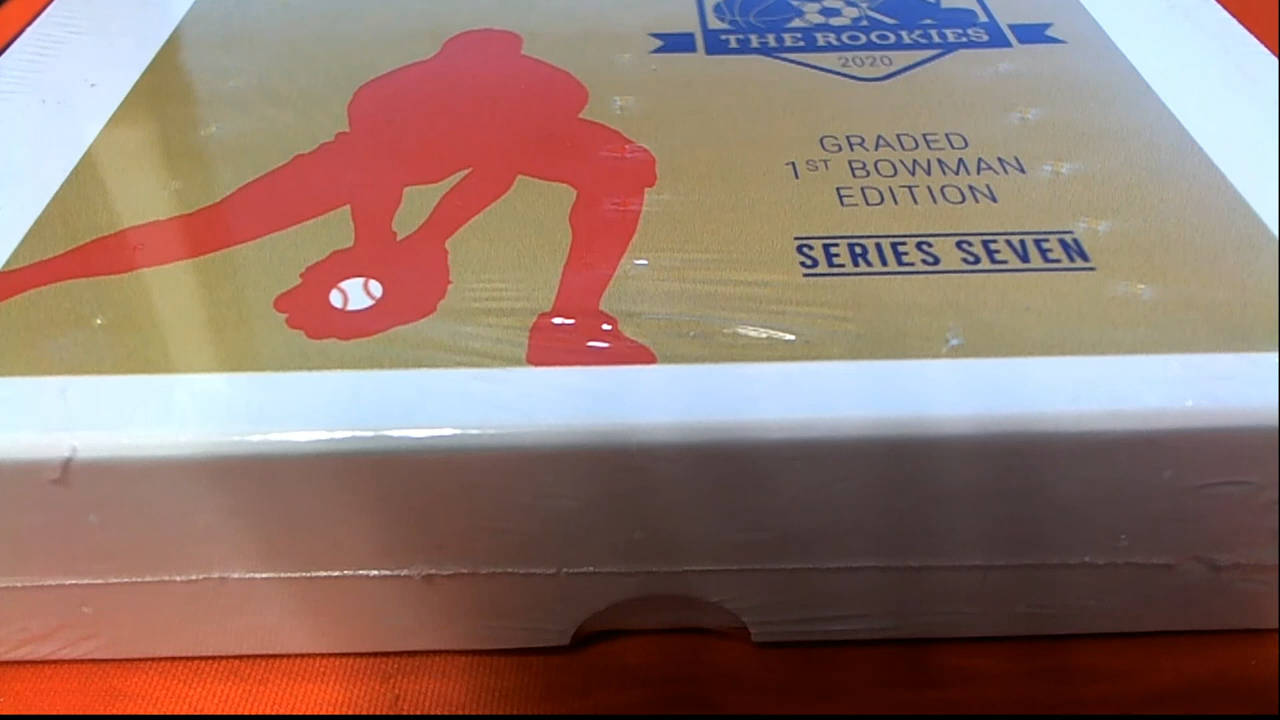 THE ROOKIES
2020
GRADED
1ST BOWMAN
EDITION
SERIES SEVEN